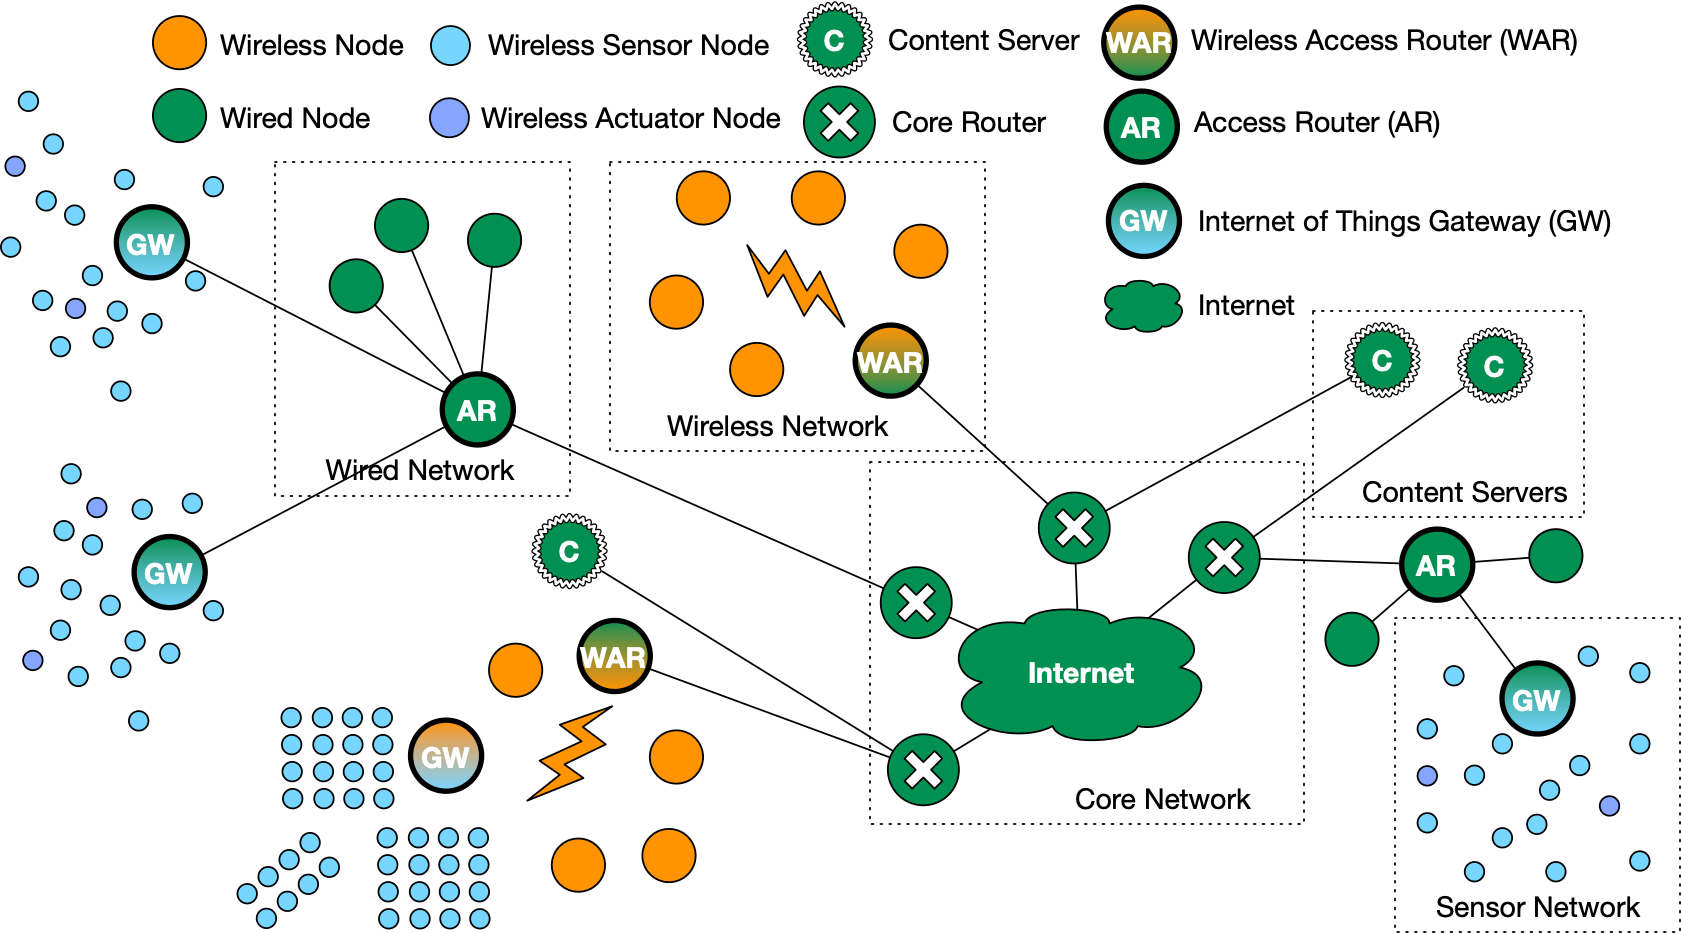 Wireless Node
Wireless Sensor Node
C
Content Server
WAR
Wireless Access Router (WAR)
Wired Node
Wireless Actuator Node
Core Router
AR
Access Router (AR)
GW
Internet of Things Gateway (GW)
Internet
GW
WAR
Wireless Network
AR
Wired Network
C
C
Content Servers
GW
C
AR
WAR
Internet
GW
GW
Core Network
Sensor Network